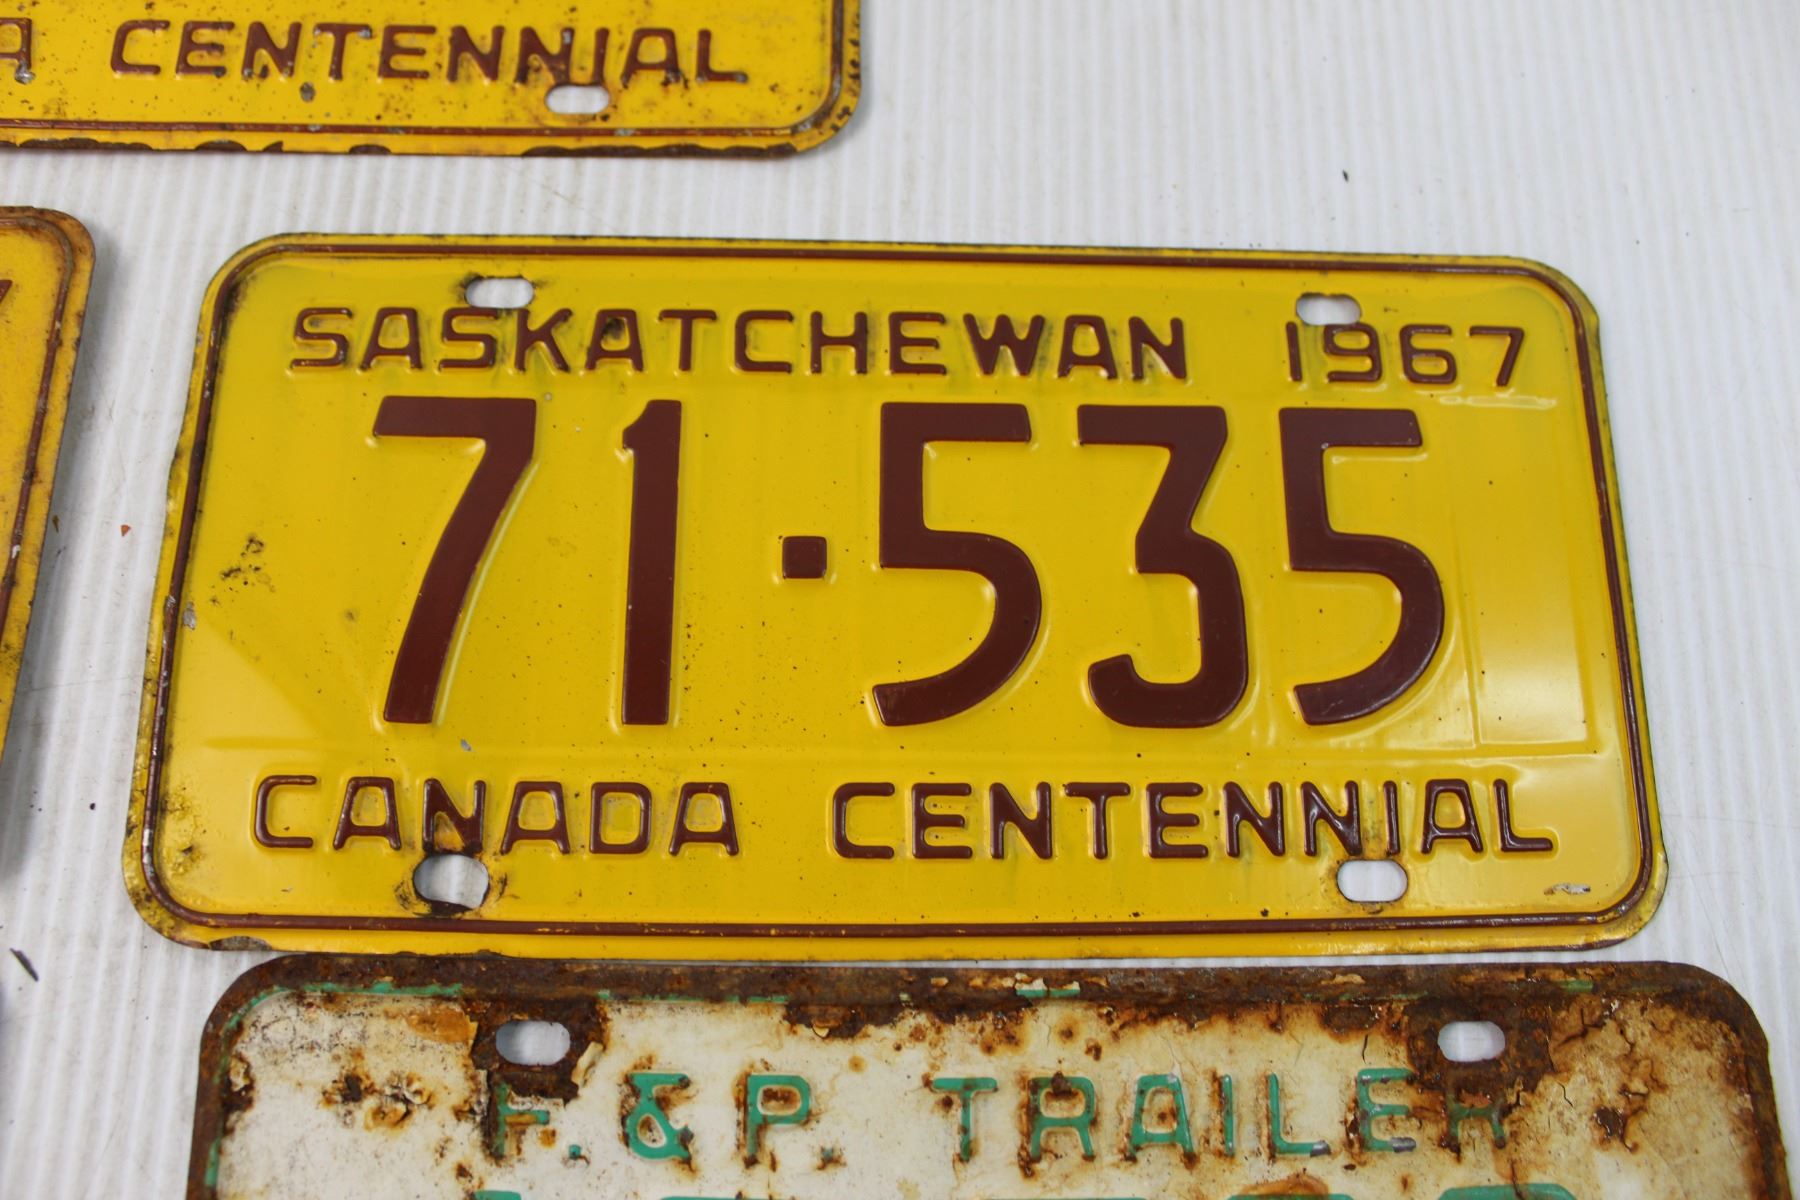 A CENTENNIAL
SASKATCHEWAN 1967
71·535
CANADA CENTENNIAL
F. & P. TRAILER